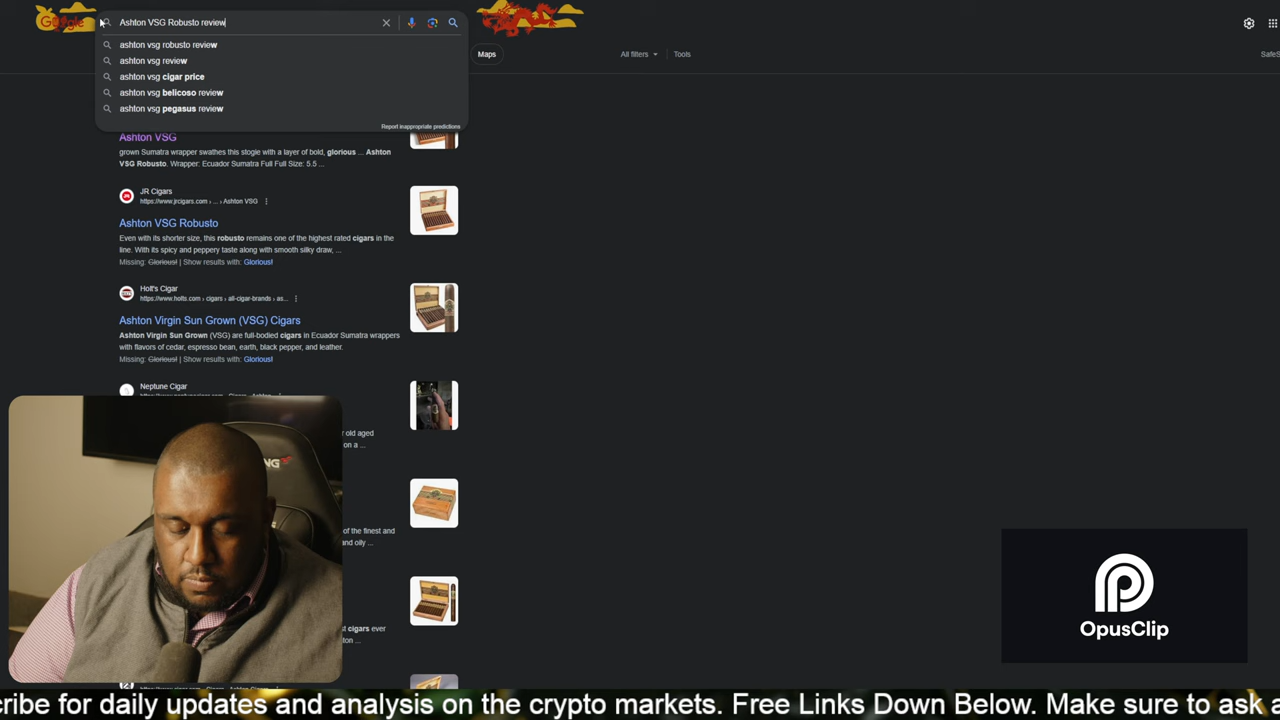 Google
Ashton VSG Robusto review
ashton vsg robusto review
ashton vsg review
ashton vsg cigar price
ashton vsg belicoso review
ashton vsg pegasus review
Report inappropriate predictions
Maps
All filters
Tools
SafeS
Ashton VSG
grown Sumatra wrapper swathes this stogie with a layer of bold, glorious ... Ashton
VSG Robusto. Wrapper: Ecuador Sumatra Full Full Size: 5.5 ...
JR Cigars
https://www.jrcigars.com › ... › Ashton VSG
Ashton VSG Robusto
Even with its shorter size, this robusto remains one of the highest rated cigars in the
line. With its spicy and peppery taste along with smooth silky draw, ...
Missing: Glorious! | Show results with: Glorious!
Holt's Cigar
https://www.holts.com › cigars › all-cigar-brands › as...
Ashton Virgin Sun Grown (VSG) Cigars
Ashton Virgin Sun Grown (VSG) are full-bodied cigars in Ecuador Sumatra wrappers
with flavors of cedar, espresso bean, earth, black pepper, and leather.
Missing: Glorious! | Show results with: Glorious!
Neptune Cigar
old aged
on a ...
of the finest and
and oily ...
st cigars ever
ton ...
OpusClip
cribe for daily updates and analysis on the crypto markets. Free Links Down Below. Make sure to ask a